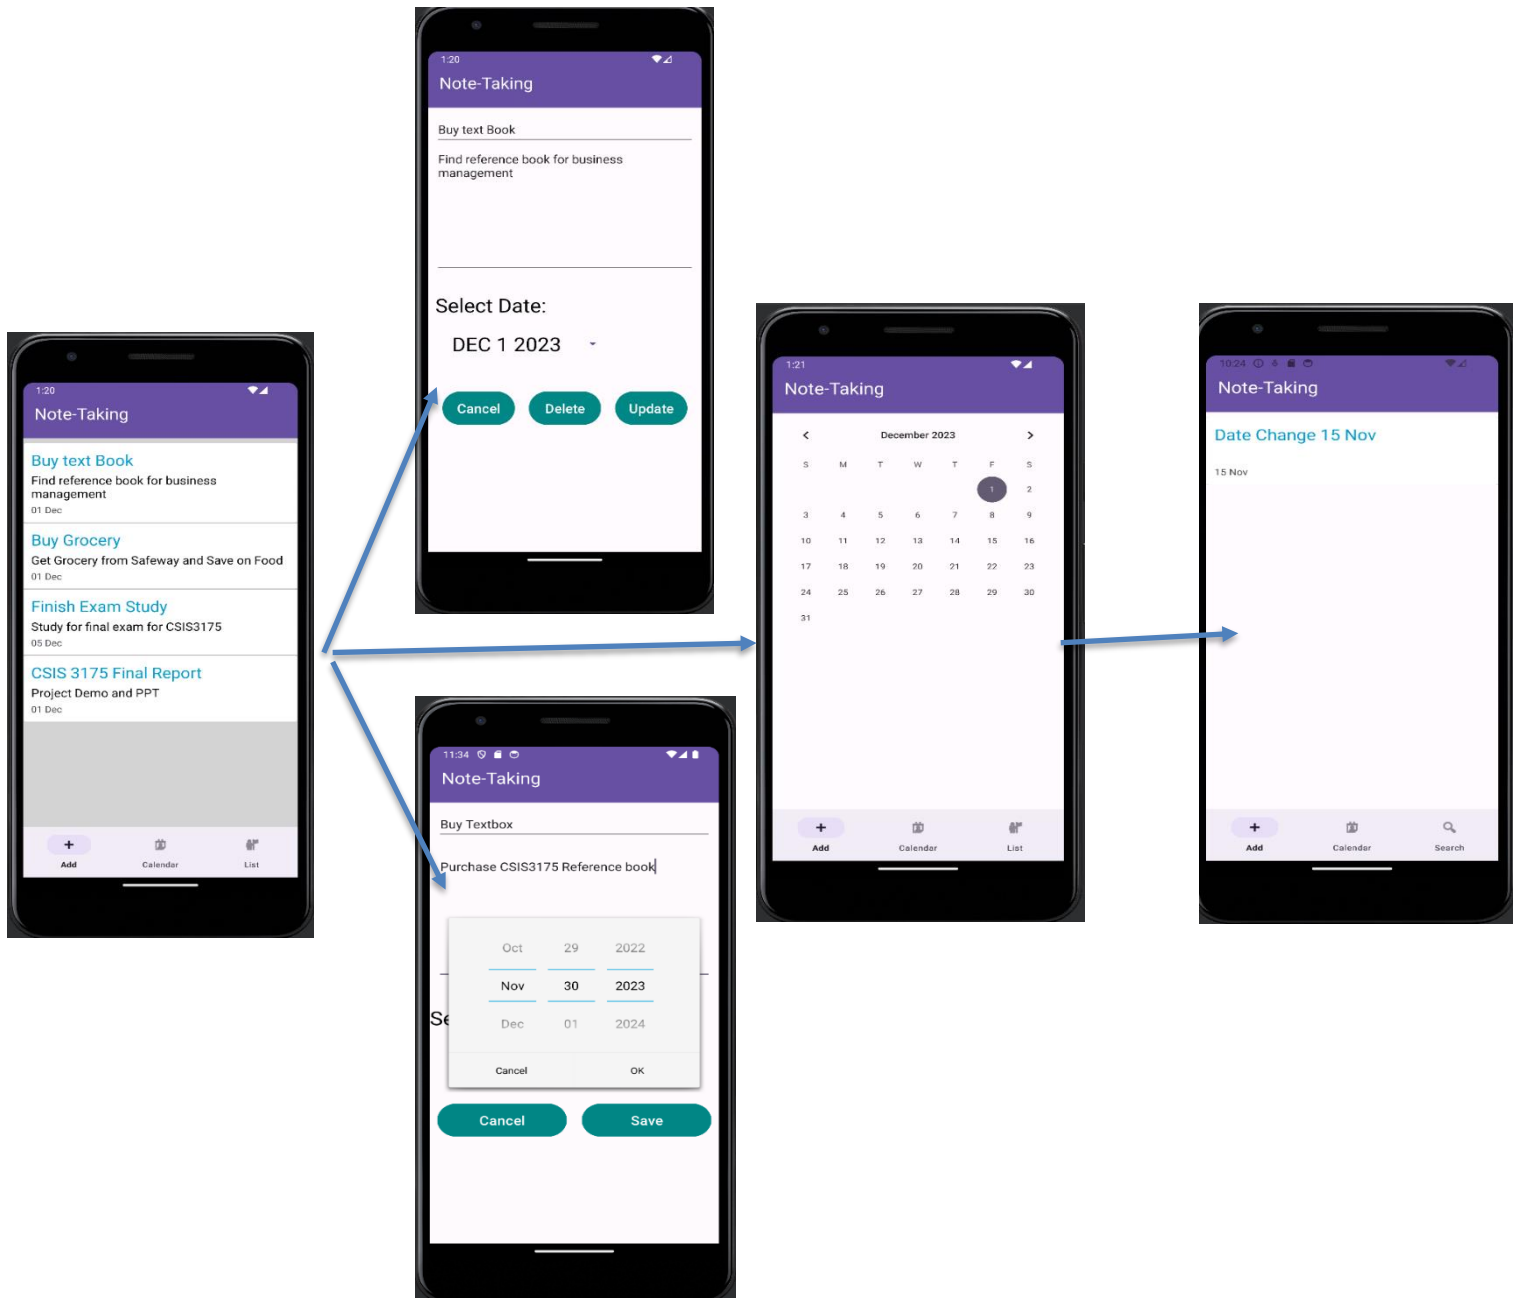 1:20
Note-Taking
Buy text Book
Find reference book for business
management
01 Dec
Buy Grocery
Get Grocery from Safeway and Save on Food
01 Dec
Finish Exam Study
Study for final exam for CSIS3175
05 Dec
CSIS 3175 Final Report
Project Demo and PPT
01 Dec
Add Calendar List
1:20
Note-Taking
Buy text Book
Find reference book for business
management
Select Date:
DEC 1 2023
Cancel Delete Update
11:34
Note-Taking
Buy Textbox
Purchase CSIS3175 Reference book
Oct 29 2022
Nov 30 2023
Se
Dec 01 2024
Cancel OK
Cancel Save
1:21
Note-Taking
< December 2023 >
S M T W T F S
1 2
3 4 5 6 7 8 9
10 11 12 13 14 15 16
17 18 19 20 21 22 23
24 25 26 27 28 29 30
31
Add Calendar List
10:24
Note-Taking
Date Change 15 Nov
15 Nov
Add Calendar Search